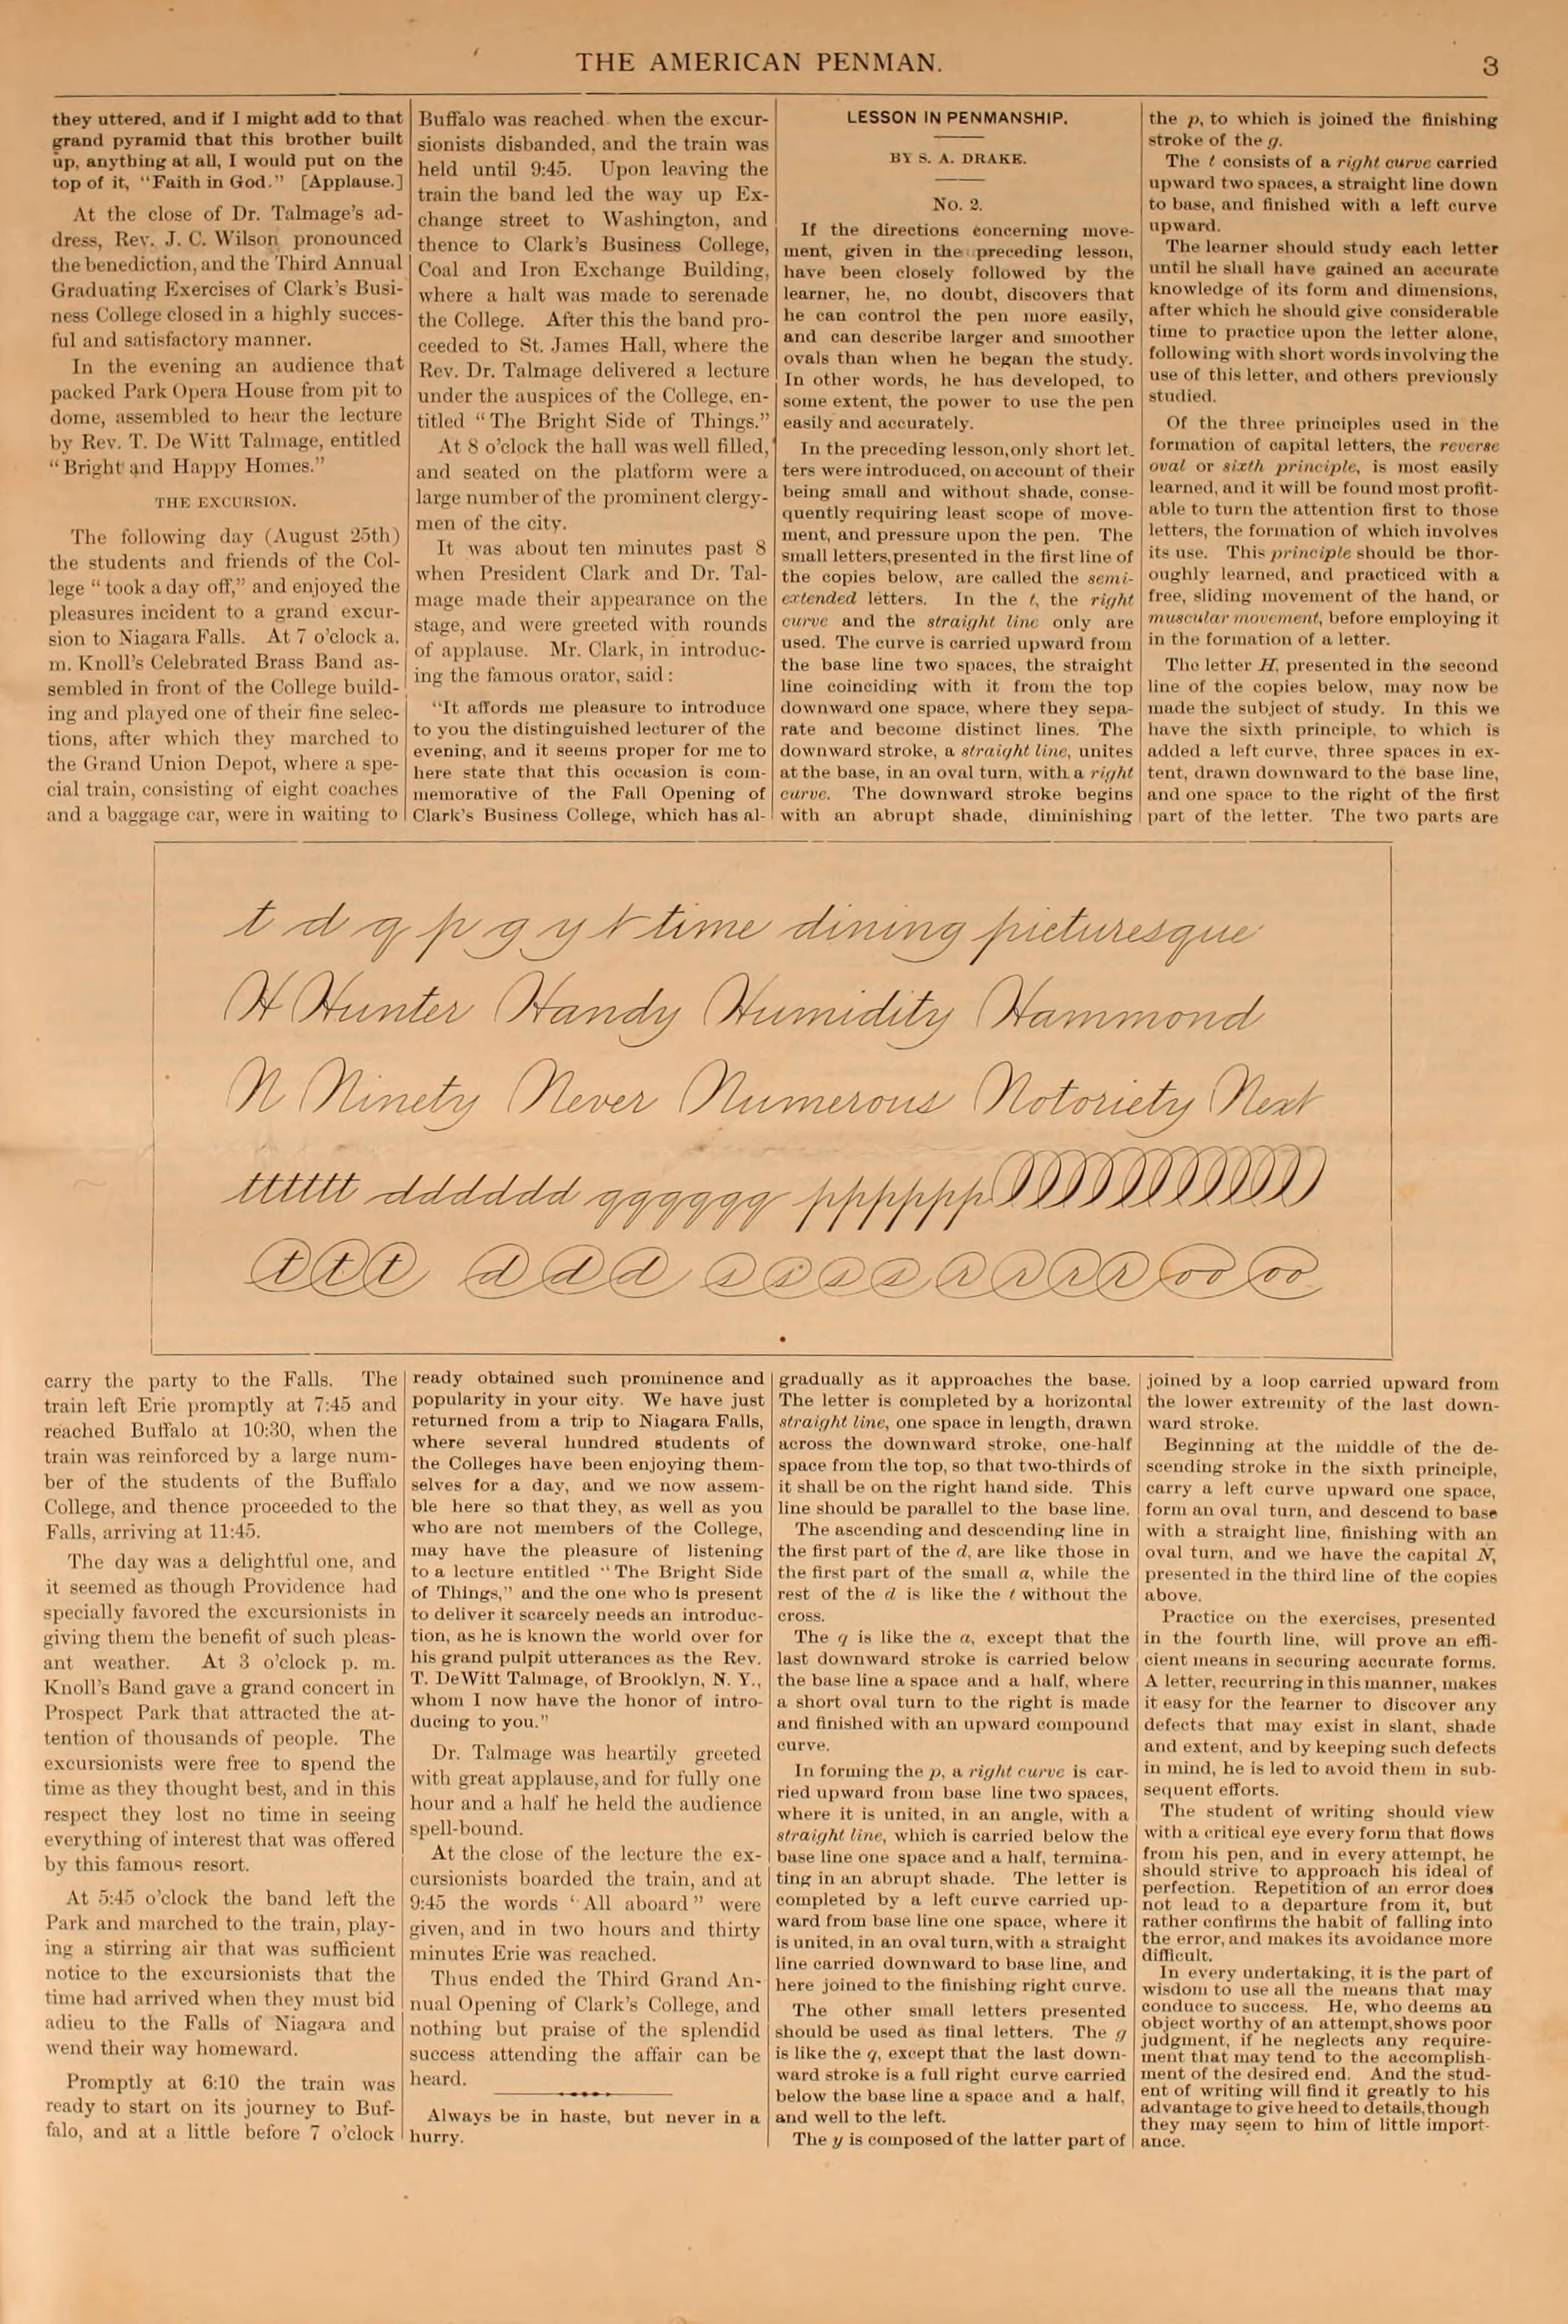 THE AMERICAN PENMAN.
3
they uttered, and if I might add to that
grand pyramid that this brother built
up, anything at all, I would put on the
top of it, "Faith in God." [Applause.]
At the close of Dr. Talmage's ad-
dress, Rev. J. C. Wilson pronounced
the benediction, and the Third Annual
Graduating Exercises of Clark's Busi-
ness College closed in a highly succes-
ful and satisfactory manner.
In the evening an audience that
packed Park Opera House from pit to
dome, assembled to hear the lecture
by Rev. T. De Witt Talmage, entitled
"Bright and Happy Homes."
THE EXCURSION.
The following day (August 25th)
the students and friends of the Col-
lege "took a day off," and enjoyed the
pleasures incident to a grand excur-
sion to Niagara Falls. At 7 o'clock a.
m. Knoll's Celebrated Brass Band as-
sembled in front of the College build-
ing and played one of their fine selec-
tions, after which they marched to
the Grand Union Depot, where a spe-
cial train, consisting of eight coaches
and a baggage car, were in waiting to
carry the party to the Falls. The
train left Erie promptly at 7:45 and
reached Buffalo at 10:30, when the
train was reinforced by a large num-
ber of the students of the Buffalo
College, and thence proceeded to the
Falls, arriving at 11:45.
The day was a delightful one, and
it seemed as though Providence had
specially favored the excursionists in
giving them the benefit of such pleas-
ant weather. At 3 o'clock p. m.
Knoll's Band gave a grand concert in
Prospect Park that attracted the at-
tention of thousands of people. The
excursionists were free to spend the
time as they thought best, and in this
respect they lost no time in seeing
everything of interest that was offered
by this famous resort.
At 5:45 o'clock the band left the
Park and marched to the train, play-
ing a stirring air that was sufficient
notice to the excursionists that the
time had arrived when they must bid
adieu to the Falls of Niagara and
wend their way homeward.
Promptly at 6:10 the train was
ready to start on its journey to Buf-
falo, and at a little before 7 o'clock
Buffalo was reached when the excur-
sionists disbanded, and the train was
held until 9:45. Upon leaving the
train the band led the way up Ex-
change street to Washington, and
thence to Clark's Business College,
Coal and Iron Exchange Building,
where a halt was made to serenade
the College. After this the band pro-
ceeded to St. James Hall, where the
Rev. Dr. Talmage delivered a lecture
under the auspices of the College, en-
titled "The Bright Side of Things."
At 8 o'clock the hall was well filled,
and seated on the platform were a
large number of the prominent clergy-
men of the city.
It was about ten minutes past 8
when President Clark and Dr. Tal-
mage made their appearance on the
stage, and were greeted with rounds
of applause. Mr. Clark, in introduc-
ing the famous orator, said:
"It affords me pleasure to introduce
to you the distinguished lecturer of the
evening, and it seems proper for me to
here state that this occasion is com-
memorative of the Fall Opening of
Clark's Business College, which has al-
ready obtained such prominence and
popularity in your city. We have just
returned from a trip to Niagara Falls,
where several hundred students of
the Colleges have been enjoying them-
selves for a day, and we now assem-
ble here so that they, as well as you
who are not members of the College,
may have the pleasure of listening
to a lecture entitled "The Bright Side
of Things," and the one who is present
to deliver it scarcely needs an introduc-
tion, as he is known the world over for
his grand pulpit utterances as the Rev.
T. DeWitt Talmage, of Brooklyn, N. Y.,
whom I now have the honor of intro-
ducing to you."
Dr. Talmage was heartily greeted
with great applause, and for fully one
hour and a half he held the audience
spell-bound.
At the close of the lecture the ex-
cursionists boarded the train, and at
9:45 the words "All aboard" were
given, and in two hours and thirty
minutes Erie was reached.
Thus ended the Third Grand An-
nual Opening of Clark's College, and
nothing but praise of the splendid
success attending the affair can be
heard.
Always be in haste, but never in a
hurry.
LESSON IN PENMANSHIP.
BY S. A. DRAKE.
No. 2.
If the directions concerning move-
ment, given in the preceding lesson,
have been closely followed by the
learner, he, no doubt, discovers that
he can control the pen more easily,
and can describe larger and smoother
ovals than when he began the study.
In other words, he has developed, to
some extent, the power to use the pen
easily and accurately.
In the preceding lesson, only short let-
ters were introduced, on account of their
being small and without shade, conse-
quently requiring least scope of move-
ment, and pressure upon the pen. The
small letters, presented in the first line of
the copies below, are called the semi-
extended letters. In the t, the right
curve and the straight line only are
used. The curve is carried upward from
the base line two spaces, the straight
line coinciding with it from the top
downward one space, where they sepa-
rate and become distinct lines. The
downward stroke, a straight line, unites
at the base, in an oval turn, with a right
curve. The downward stroke begins
with an abrupt shade, diminishing
gradually as it approaches the base.
The letter is completed by a horizontal
straight line, one space in length, drawn
across the downward stroke, one-half
space from the top, so that two-thirds of
it shall be on the right hand side. This
line should be parallel to the base line.
The ascending and descending line in
the first part of the d, are like those in
the first part of the small a, while the
rest of the d is like the t without the
cross.
The q is like the a, except that the
last downward stroke is carried below
the base line a space and a half, where
a short oval turn to the right is made
and finished with an upward compound
curve.
In forming the p, a right curve is car-
ried upward from base line two spaces,
where it is united, in an angle, with a
straight line, which is carried below the
base line one space and a half, termina-
ting in an abrupt shade. The letter is
completed by a left curve carried up-
ward from base line one space, where it
is united, in an oval turn, with a straight
line carried downward to base line, and
here joined to the finishing right curve.
The other small letters presented
should be used as final letters. The g
is like the q, except that the last down-
ward stroke is a full right curve carried
below the base line a space and a half,
and well to the left.
The y is composed of the latter part of
the p, to which is joined the finishing
stroke of the g.
The t consists of a right curve carried
upward two spaces, a straight line down
to base, and finished with a left curve
upward.
The learner should study each letter
until he shall have gained an accurate
knowledge of its form and dimensions,
after which he should give considerable
time to practice upon the letter alone,
following with short words involving the
use of this letter, and others previously
studied.
Of the three principles used in the
formation of capital letters, the reverse
oval or sixth principle, is most easily
learned, and it will be found most profit-
able to turn the attention first to those
letters, the formation of which involves
its use. This principle should be thor-
oughly learned, and practiced with a
free, sliding movement of the hand, or
muscular movement, before employing it
in the formation of a letter.
The letter H, presented in the second
line of the copies below, may now be
made the subject of study. In this we
have the sixth principle, to which is
added a left curve, three spaces in ex-
tent, drawn downward to the base line,
and one space to the right of the first
part of the letter. The two parts are
joined by a loop carried upward from
the lower extremity of the last down-
ward stroke.
Beginning at the middle of the de-
scending stroke in the sixth principle,
carry a left curve upward one space,
form an oval turn, and descend to base
with a straight line, finishing with an
oval turn, and we have the capital N,
presented in the third line of the copies
above.
Practice on the exercises, presented
in the fourth line, will prove an effi-
cient means in securing accurate forms.
A letter, recurring in this manner, makes
it easy for the learner to discover any
defects that may exist in slant, shade
and extent, and by keeping such defects
in mind, he is led to avoid them in sub-
sequent efforts.
The student of writing should view
with a critical eye every form that flows
from his pen, and in every attempt, he
should strive to approach his ideal of
perfection. Repetition of an error does
not lead to a departure from it, but
rather confirms the habit of falling into
the error, and makes its avoidance more
difficult.
In every undertaking, it is the part of
wisdom to use all the means that may
conduce to success. He, who deems an
object worthy of an attempt, shows poor
judgment, if he neglects any require-
ment that may tend to the accomplish-
ment of the desired end. And the stud-
ent of writing will find it greatly to his
advantage to give heed to details, though
they may seem to him of little import-
ance.
t d q p g y t time dining picturesque
H Hunter Handy Humidity Hammond
N Ninety Never Numerous Notoriety Next
tttttt dddddd qqqqqq pppppp
t t t d d d s s s s r r r r oo oo